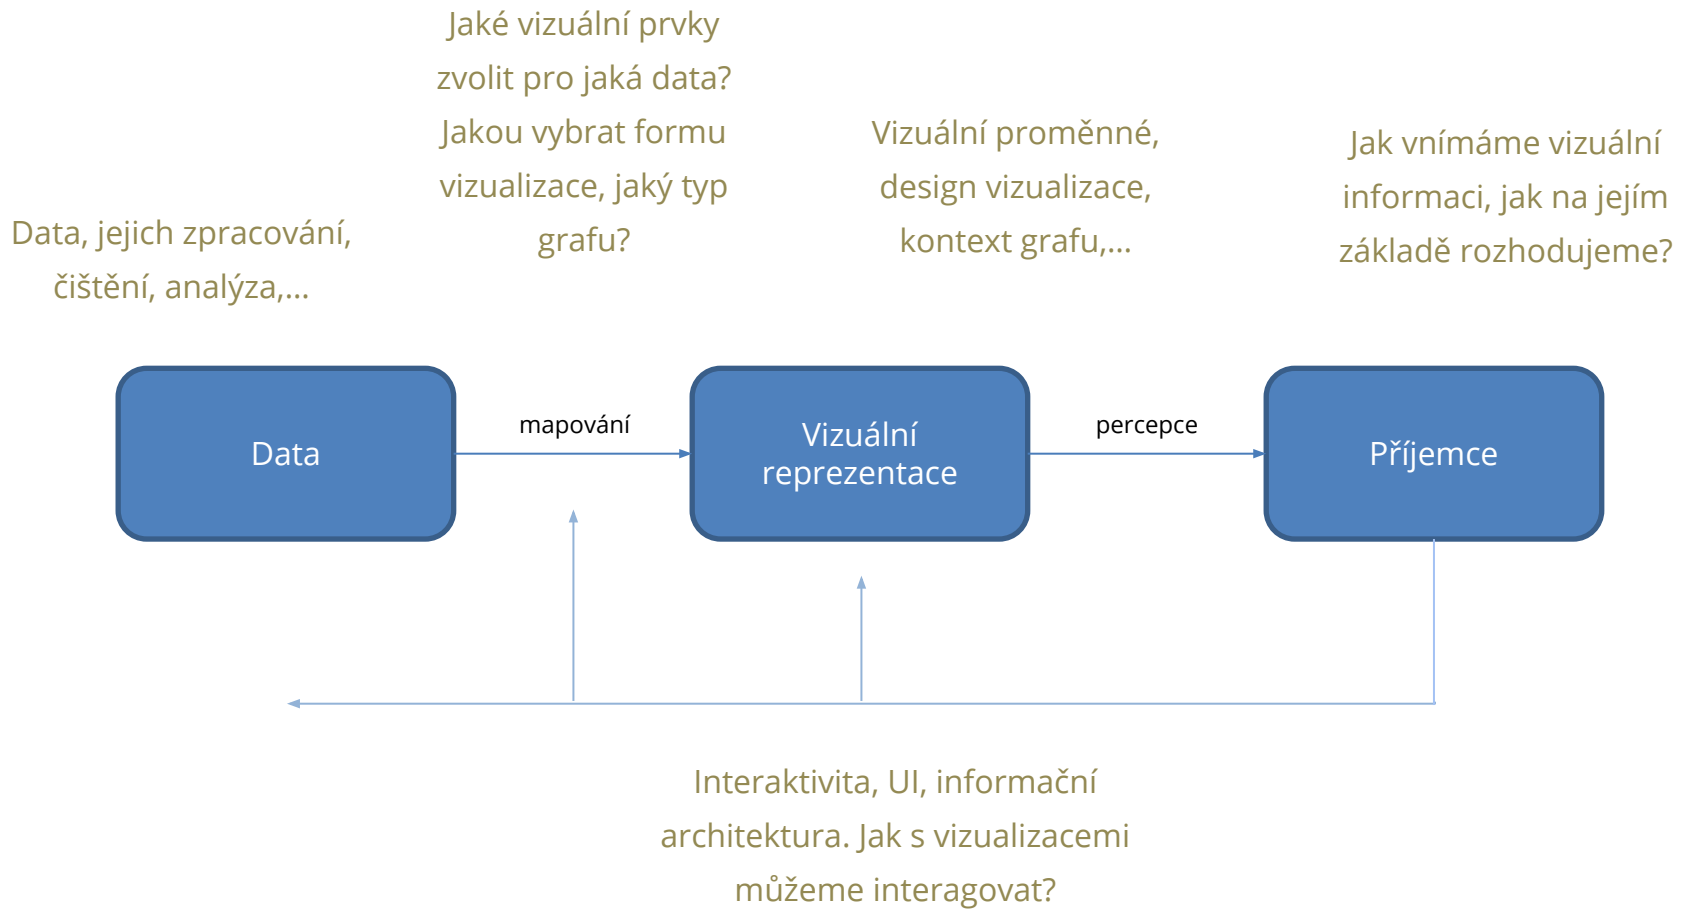 Jaké vizuální prvky
zvolit pro jaká data?
Jakou vybrat formu
vizualizace, jaký typ
grafu?
Vizuální proměnné,
design vizualizace,
kontext grafu,...
Jak vnímáme vizuální
informaci, jak na jejím
základě rozhodujeme?
Data, jejich zpracování,
čištění, analýza,...
Data
mapování
Vizuální
reprezentace
percepce
Příjemce
Interaktivita, UI, informační
architektura. Jak s vizualizacemi
můžeme interagovat?